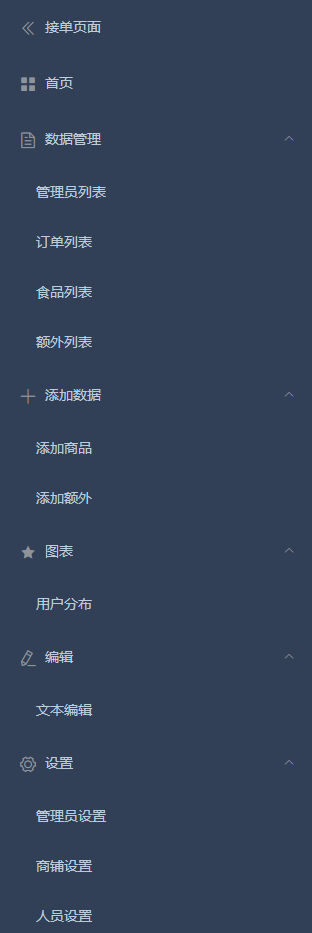 接单页面
首页
数据管理
管理员列表
订单列表
食品列表
额外列表
添加数据
添加商品
添加额外
图表
用户分布
编辑
文本编辑
设置
管理员设置
商铺设置
人员设置